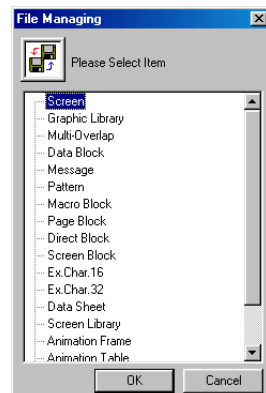 File Managing
Please Select Item
Screen
Graphic Library
Multi-Overlap
Data Block
Message
Pattern
Macro Block
Page Block
Direct Block
Screen Block
Ex.Char.16
Ex.Char.32
Data Sheet
Screen Library
Animation Frame
Animation Table
OK
Cancel